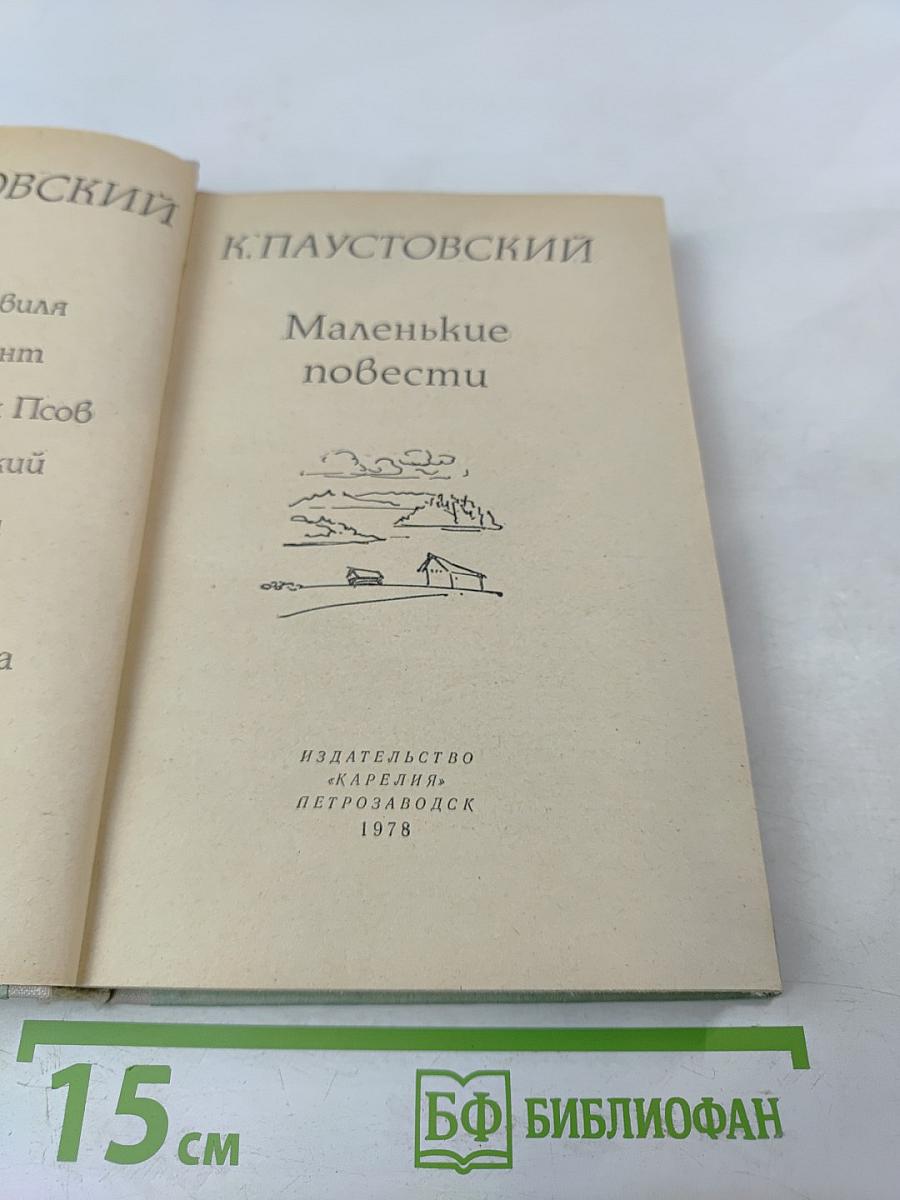 ОВСКИЙ
виля
нт
Псов
кий
а
К. ПАУСТОВСКИЙ
Маленькие
повести
ИЗДАТЕЛЬСТВО
«КАРЕЛИЯ»
ПЕТРОЗАВОДСК
1978
15 см
БФ БИБЛИОФАН